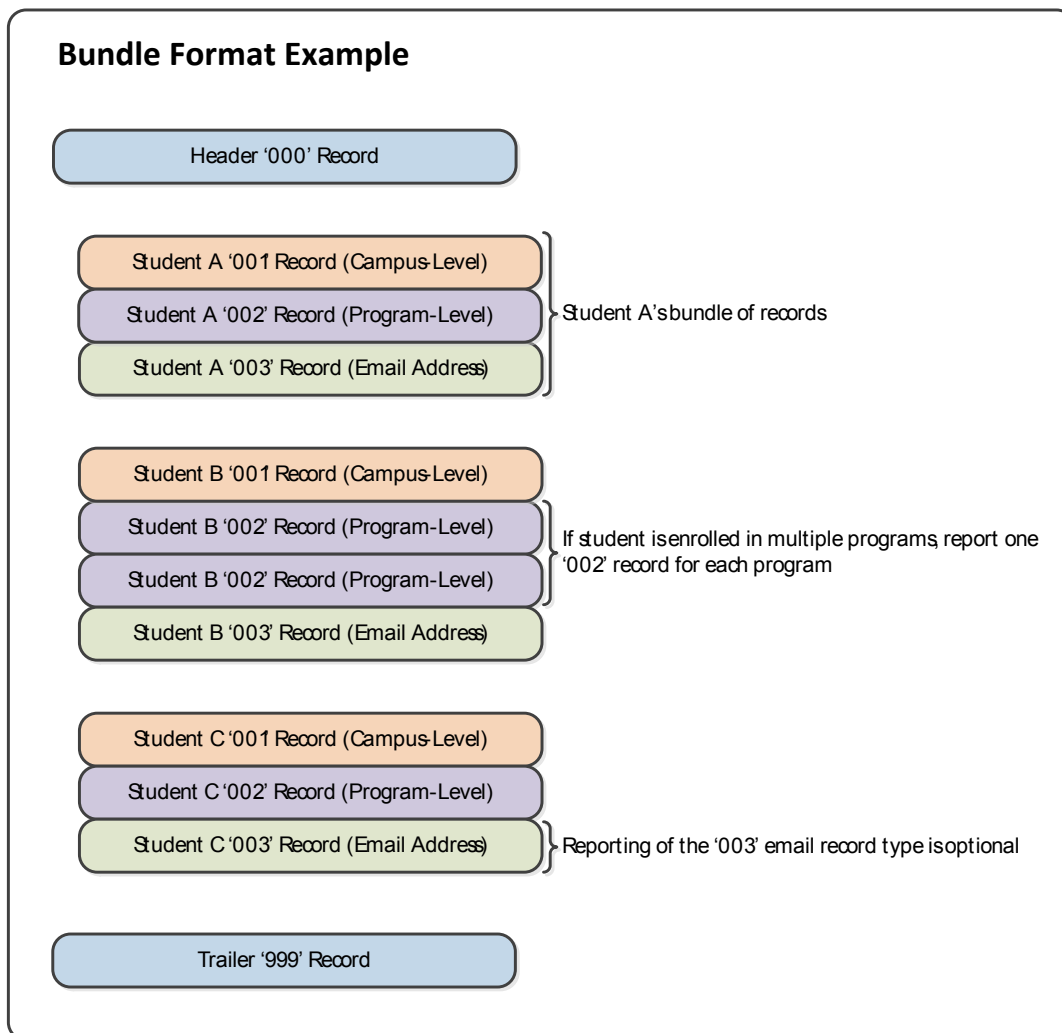 Bundle Format Example
Header ‘000’ Record
Student A ‘001’ Record (Campus-Level)
Student A ‘002’ Record (Program-Level)
Student A’s bundle of records
Student A ‘003’ Record (Email Address)
Student B ‘001’ Record (Campus-Level)
Student B ‘002’ Record (Program-Level)
If student is enrolled in multiple programs, report one
‘002’ record for each program
Student B ‘002’ Record (Program-Level)
Student B ‘003’ Record (Email Address)
Student C ‘001’ Record (Campus-Level)
Student C ‘002’ Record (Program-Level)
Student C ‘003’ Record (Email Address)
Reporting of the ‘003’ email record type is optional
Trailer ‘999’ Record